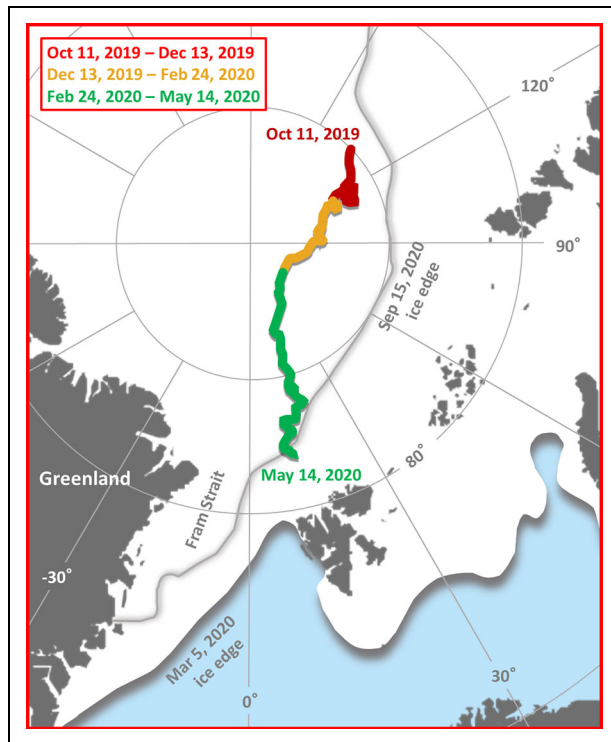 Oct 11, 2019 – Dec 13, 2019
Dec 13, 2019 – Feb 24, 2020
Feb 24, 2020 – May 14, 2020
120°
Oct 11, 2019
90°
Sep 15, 2020
ice edge
80°
May 14, 2020
Greenland
Fram Strait
-30°
Mar 5, 2020
ice edge
30°
0°